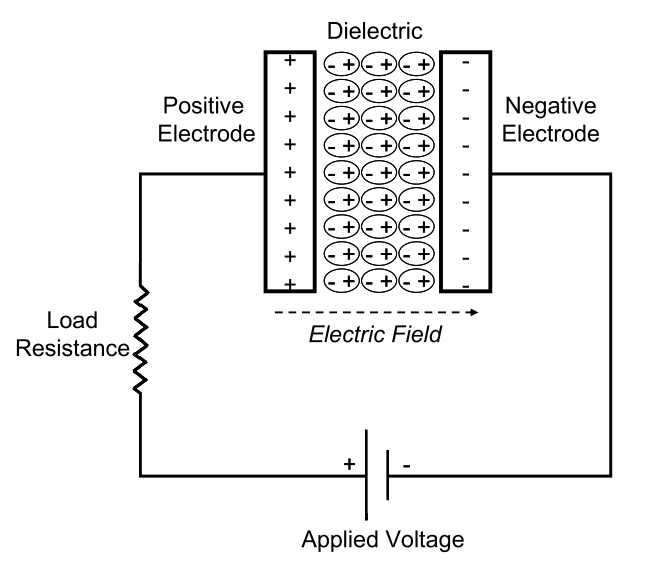 Dielectric
Positive
Electrode
Negative
Electrode
+ + + + + + + + +
- + - + - +
- + - + - +
- + - + - +
- + - + - +
- + - + - +
- + - + - +
- + - + - +
- + - + - +
- + - + - +
- - - - - - - - -
Electric Field
Load
Resistance
+ -
Applied Voltage